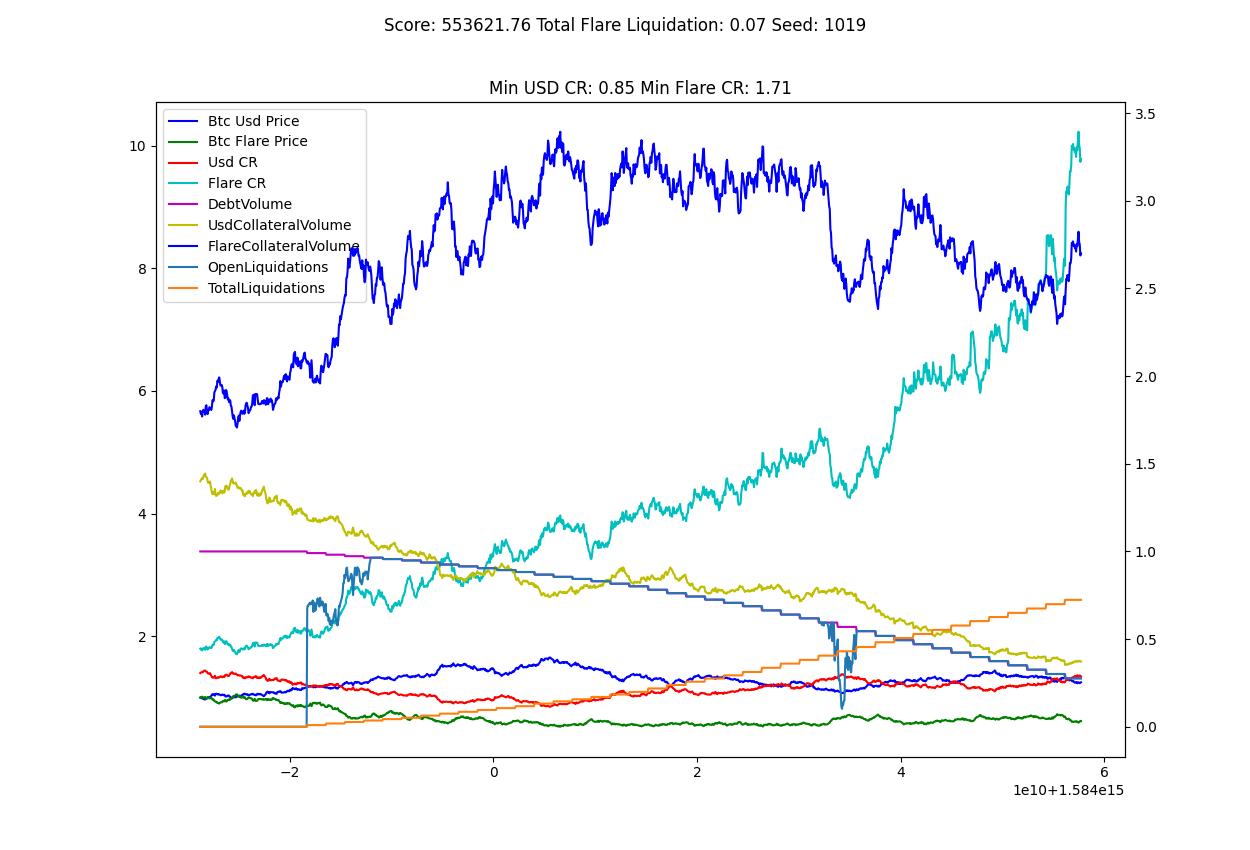 Score: 553621.76 Total Flare Liquidation: 0.07 Seed: 1019
Min USD CR: 0.85 Min Flare CR: 1.71
Btc Usd Price
Btc Flare Price
Usd CR
Flare CR
DebtVolume
UsdCollateralVolume
FlareCollateralVolume
OpenLiquidations
TotalLiquidations
10
8
6
4
2
3.5
3.0
2.5
2.0
1.5
1.0
0.5
0.0
−2 0 2 4 6
1e10+1.584e15